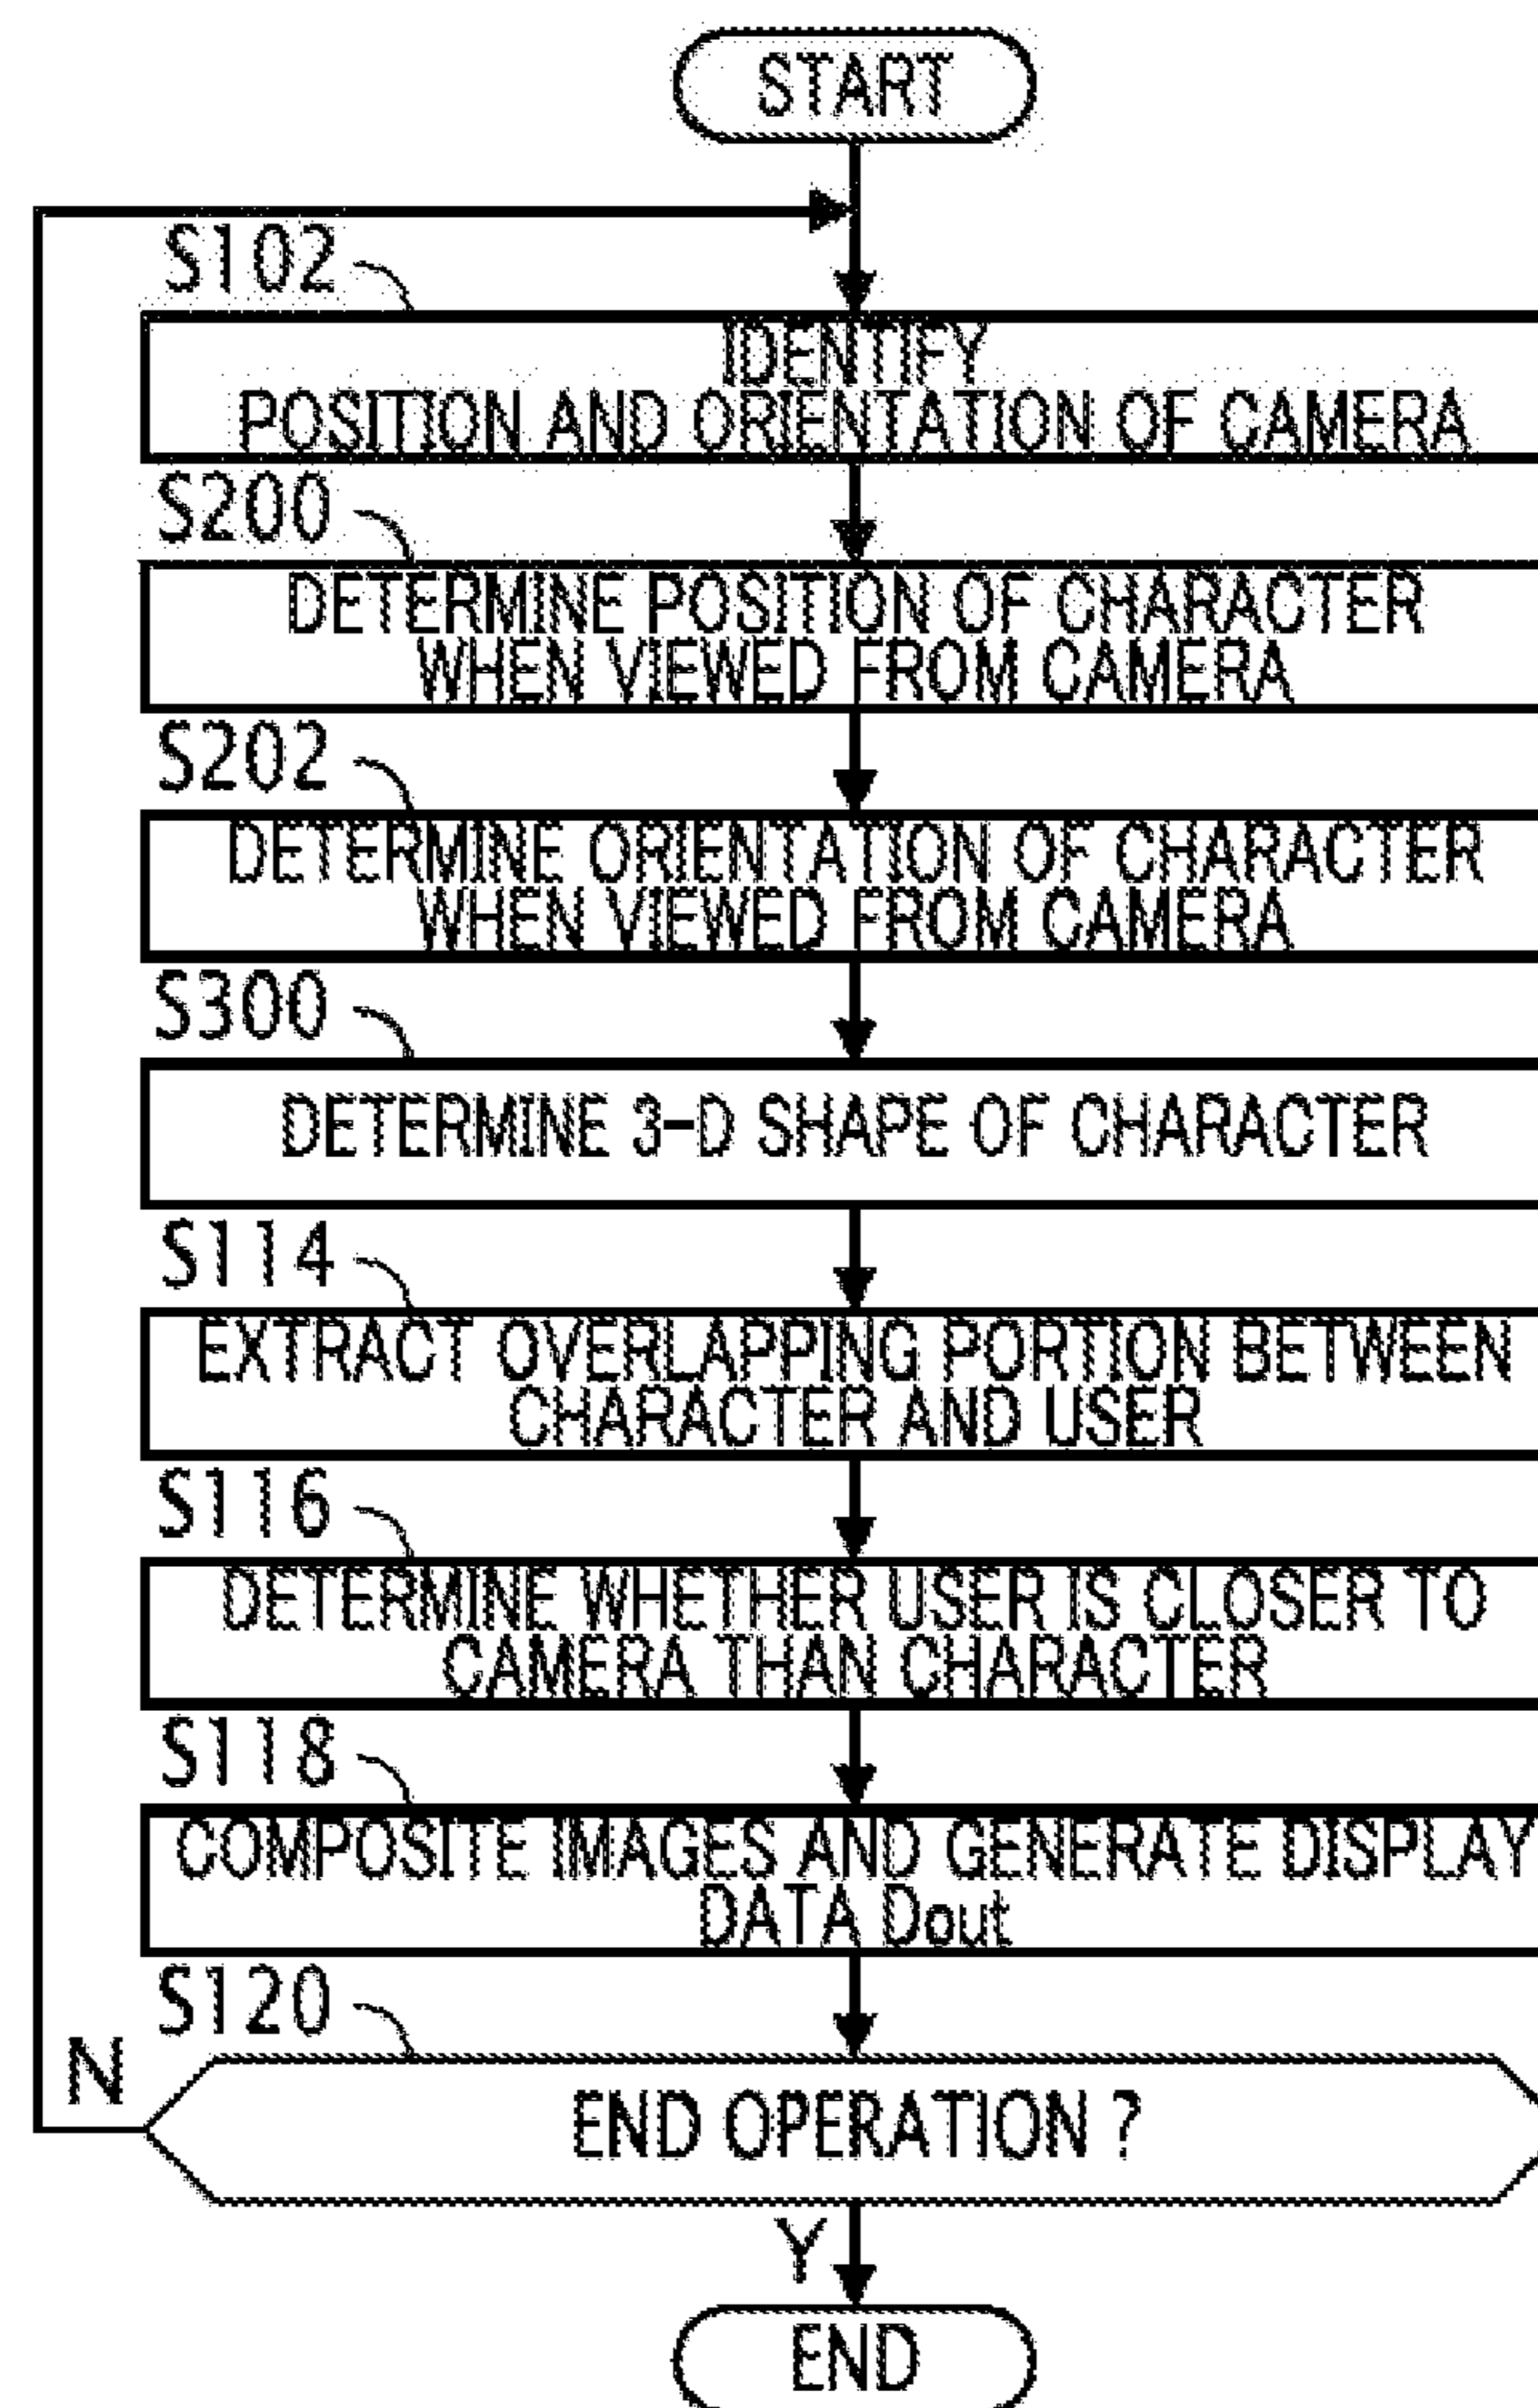 START
S102
IDENTIFY
POSITION AND ORIENTATION OF CAMERA
S200
DETERMINE POSITION OF CHARACTER
WHEN VIEWED FROM CAMERA
S202
DETERMINE ORIENTATION OF CHARACTER
WHEN VIEWED FROM CAMERA
S300
DETERMINE 3-D SHAPE OF CHARACTER
S114
EXTRACT OVERLAPPING PORTION BETWEEN
CHARACTER AND USER
S116
DETERMINE WHETHER USER IS CLOSER TO
CAMERA THAN CHARACTER
S118
COMPOSITE IMAGES AND GENERATE DISPLAY
DATA Dout
S120
N
END OPERATION ?
Y
END